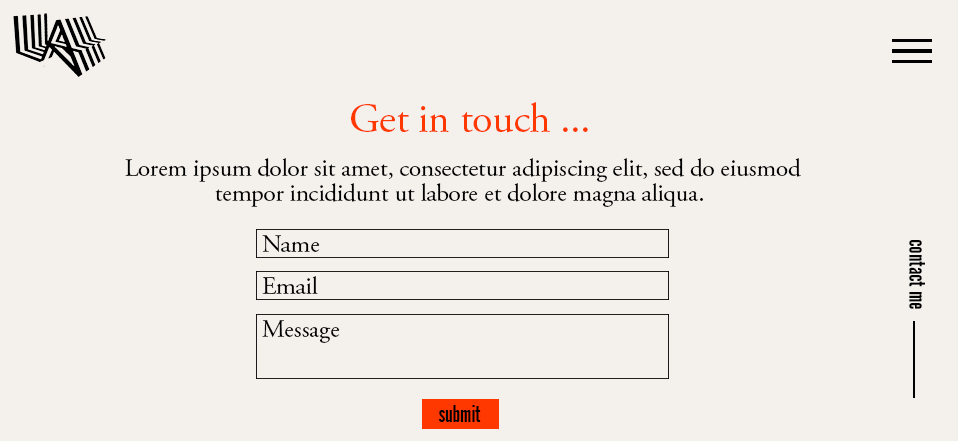 Get in touch ...
Lorem ipsum dolor sit amet, consectetur adipiscing elit, sed do eiusmod
tempor incididunt ut labore et dolore magna aliqua.
Name
Email
Message
submit
contact me